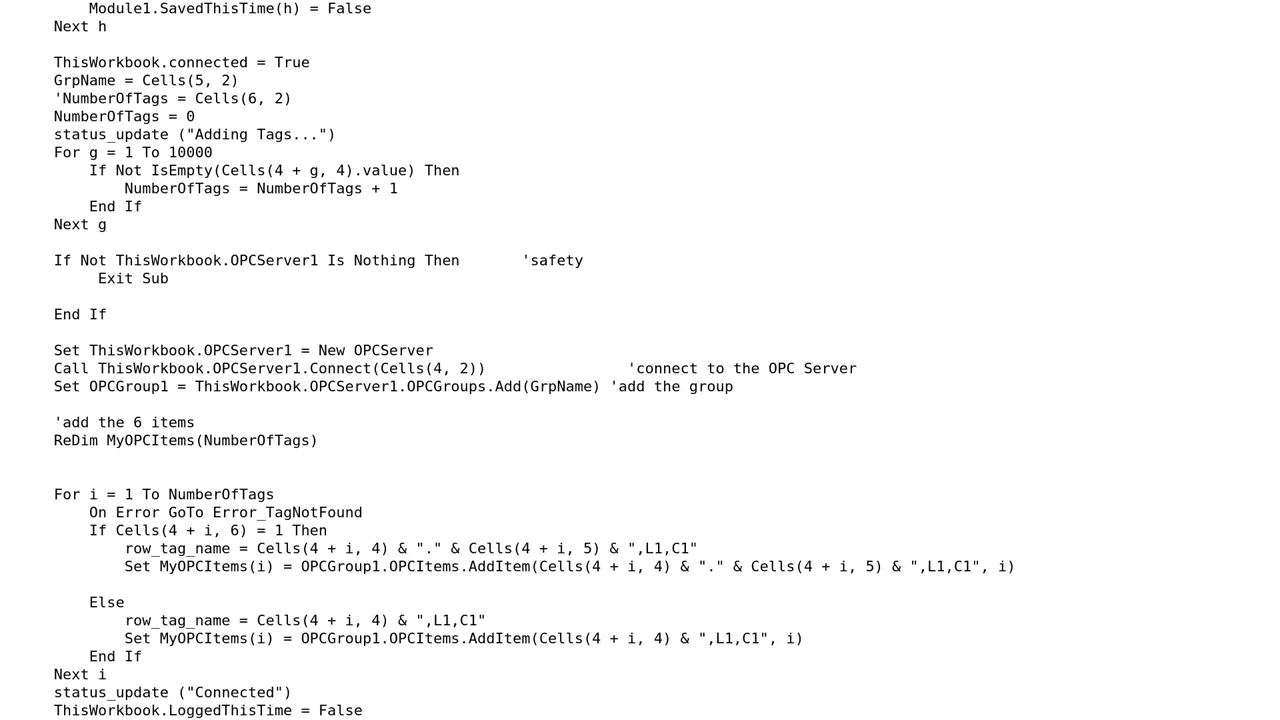 Module1.SavedThisTime(h) = False
Next h
ThisWorkbook.connected = True
GrpName = Cells(5, 2)
'NumberOfTags = Cells(6, 2)
NumberOfTags = 0
status_update ("Adding Tags...")
For g = 1 To 10000
If Not IsEmpty(Cells(4 + g, 4).value) Then
NumberOfTags = NumberOfTags + 1
End If
Next g
If Not ThisWorkbook.OPCServer1 Is Nothing Then 'safety
Exit Sub
End If
Set ThisWorkbook.OPCServer1 = New OPCServer
Call ThisWorkbook.OPCServer1.Connect(Cells(4, 2)) 'connect to the OPC Server
Set OPCGroup1 = ThisWorkbook.OPCServer1.OPCGroups.Add(GrpName) 'add the group
'add the 6 items
ReDim MyOPCItems(NumberOfTags)
For i = 1 To NumberOfTags
On Error GoTo Error_TagNotFound
If Cells(4 + i, 6) = 1 Then
row_tag_name = Cells(4 + i, 4) & "." & Cells(4 + i, 5) & ",L1,C1"
Set MyOPCItems(i) = OPCGroup1.OPCItems.AddItem(Cells(4 + i, 4) & "." & Cells(4 + i, 5) & ",L1,C1", i)
Else
row_tag_name = Cells(4 + i, 4) & ",L1,C1"
Set MyOPCItems(i) = OPCGroup1.OPCItems.AddItem(Cells(4 + i, 4) & ",L1,C1", i)
End If
Next i
status_update ("Connected")
ThisWorkbook.LoggedThisTime = False